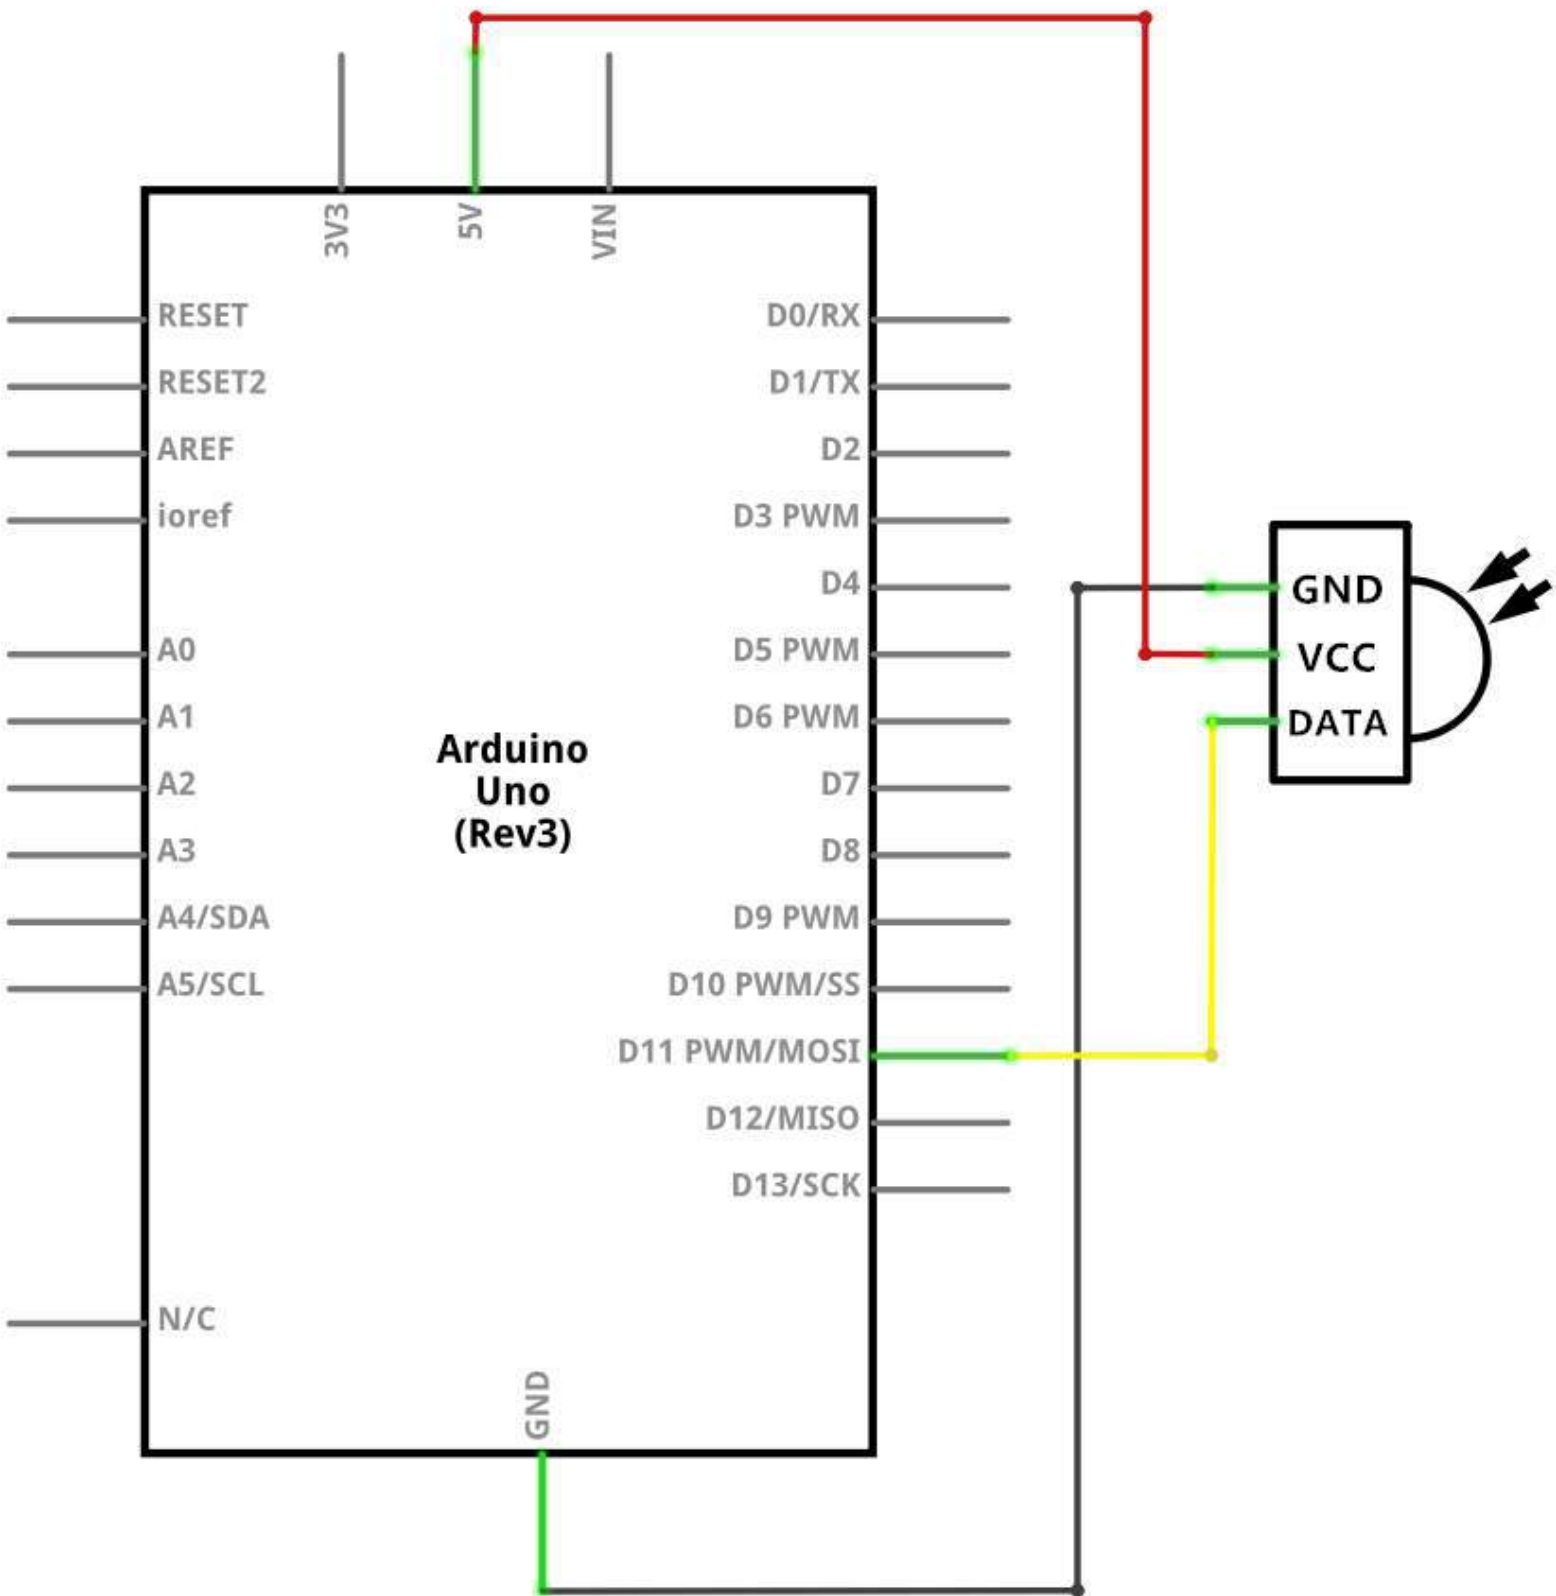 3V3
5V
VIN
RESET
RESET2
AREF
ioref
A0
A1
A2
A3
A4/SDA
A5/SCL
N/C
Arduino
Uno
(Rev3)
D0/RX
D1/TX
D2
D3 PWM
D4
D5 PWM
D6 PWM
D7
D8
D9 PWM
D10 PWM/SS
D11 PWM/MOSI
D12/MISO
D13/SCK
GND
GND
VCC
DATA